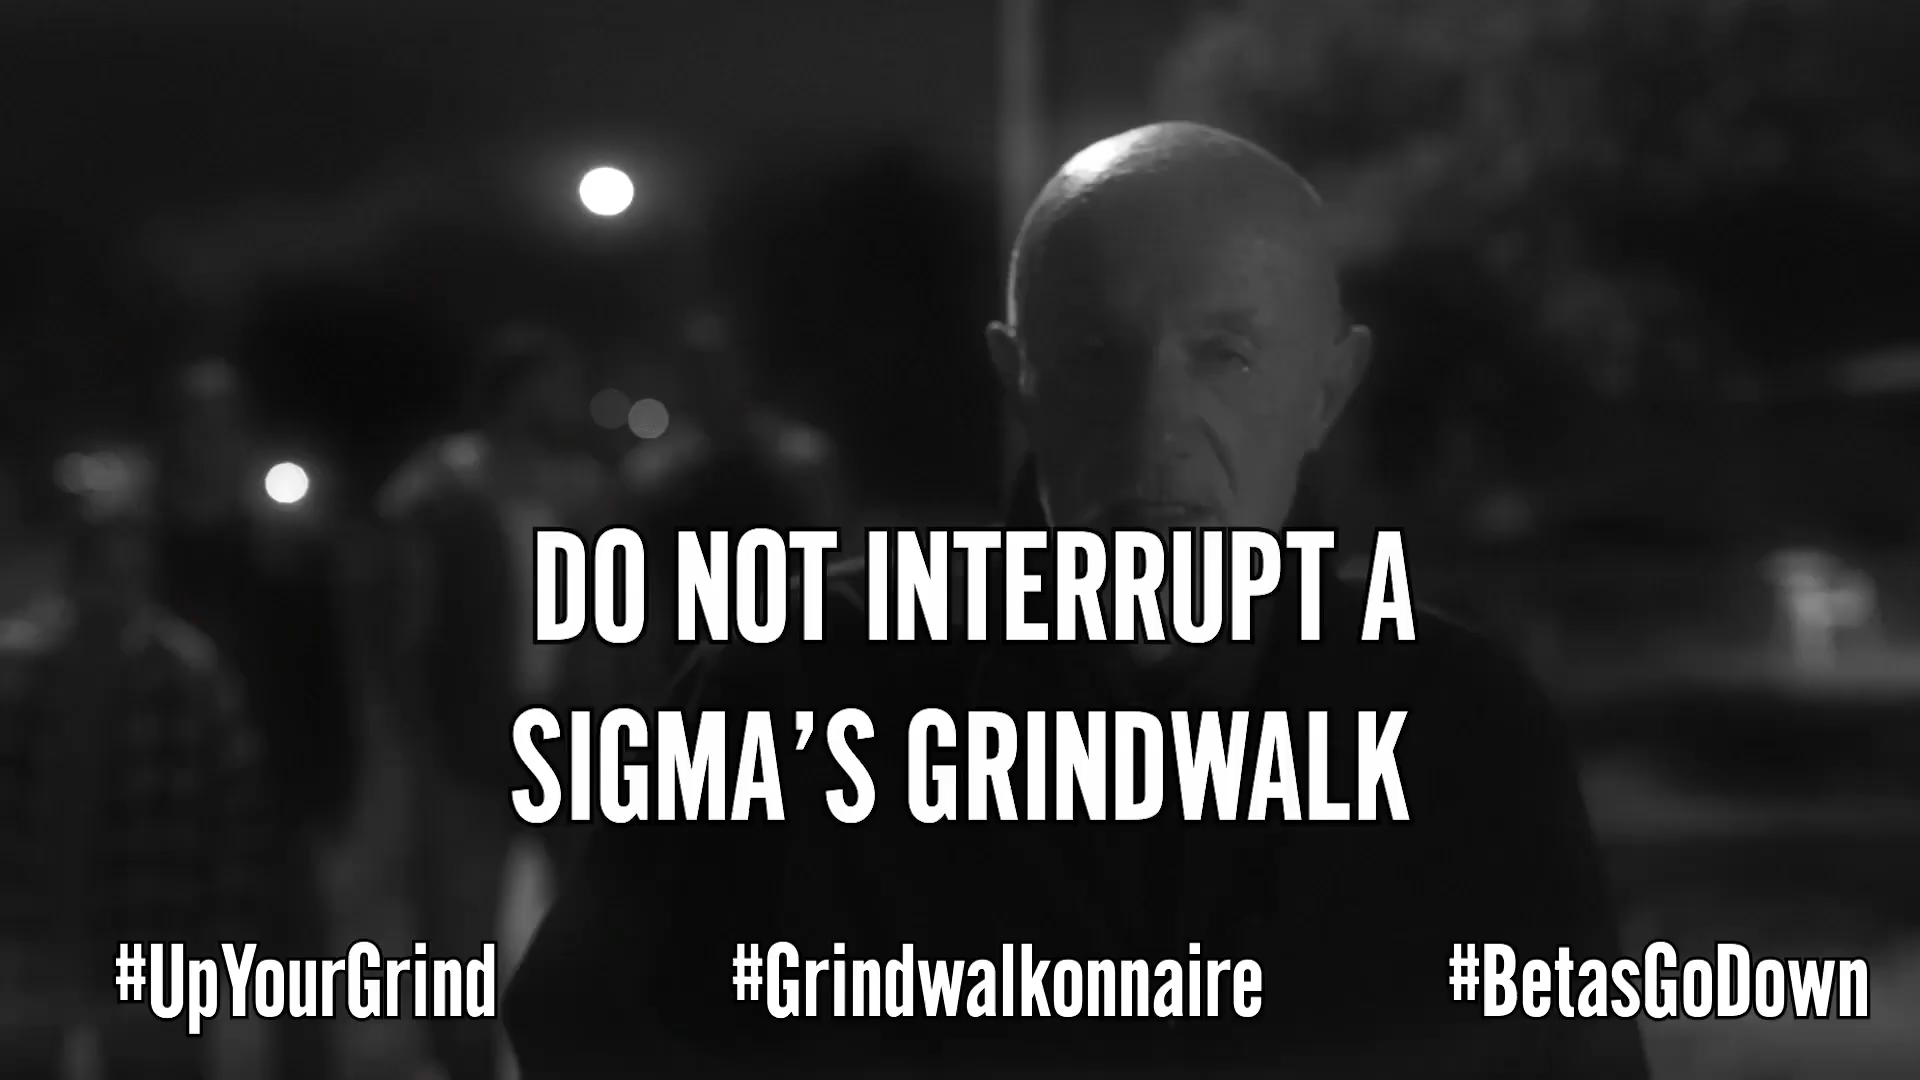 DO NOT INTERRUPT A
SIGMA’S GRINDWALK
#UpYourGrind #Grindwalkonnaire #BetasGoDown